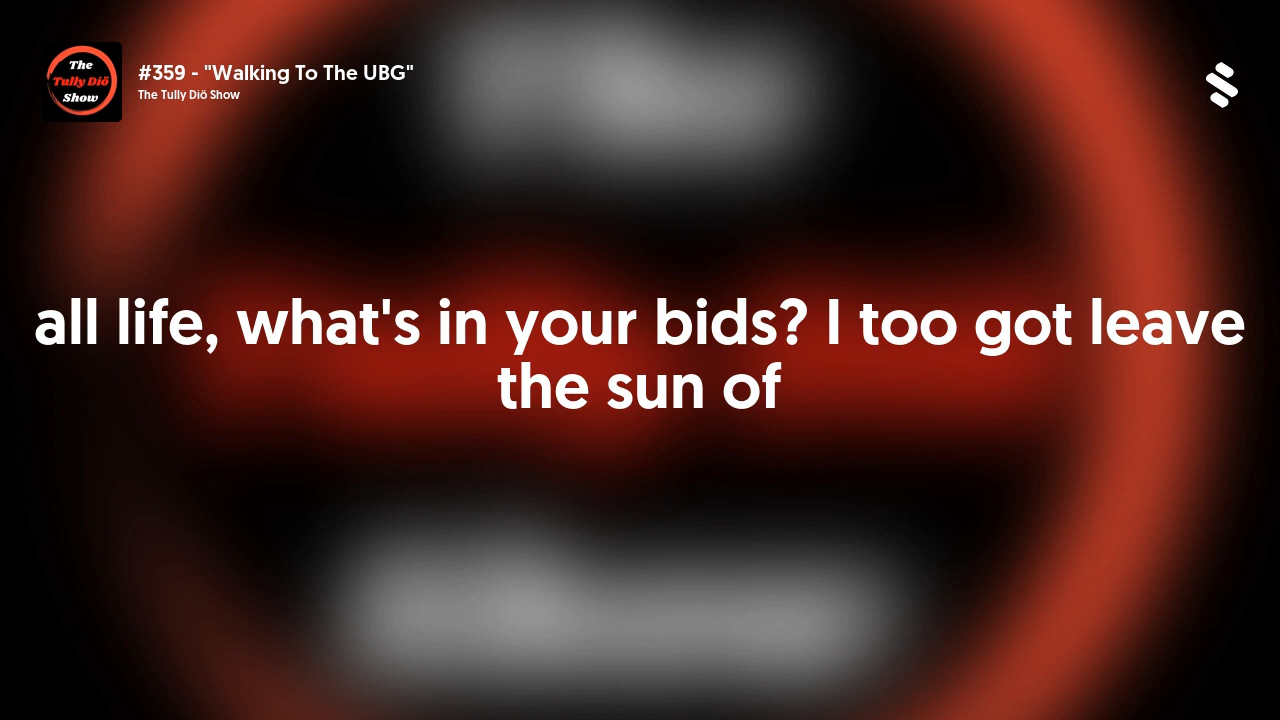 The
Tully Diö
Show
#359 - "Walking To The UBG"
The Tully Diö Show
all life, what's in your bids? I too got leave
the sun of